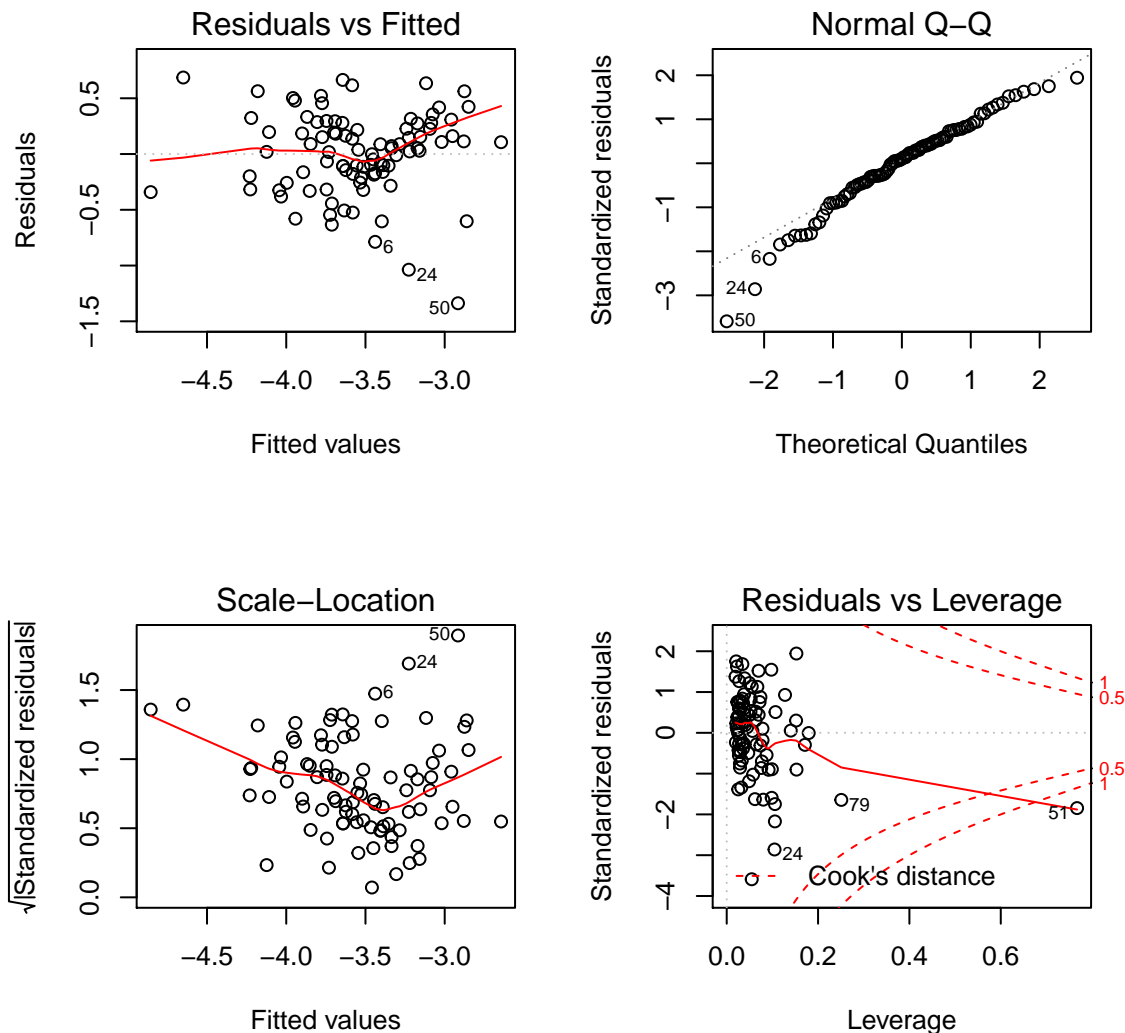 Residuals vs Fitted
Residuals
0.5
−0.5
−1.5
6
24
50
−4.5 −4.0 −3.5 −3.0
Fitted values
Normal Q−Q
Standardized residuals
2
1
−1
−3
6
24
50
−2 −1 0 1 2
Theoretical Quantiles
Scale−Location
√|Standardized residuals|
1.5
1.0
0.5
0.0
50
24
6
−4.5 −4.0 −3.5 −3.0
Fitted values
Residuals vs Leverage
Standardized residuals
2
1
0
−2
−4
1
0.5
0.5
1
79
51
24
Cook's distance
0.0 0.2 0.4 0.6
Leverage